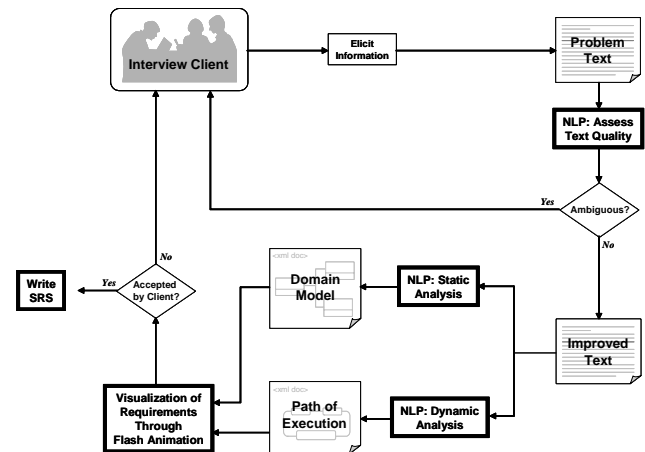 Interview Client
Elicit
Information
Problem
Text
NLP: Assess
Text Quality
Ambiguous?
Yes
No
Improved
Text
NLP: Static
Analysis
<xml doc>
Domain
Model
NLP: Dynamic
Analysis
<xml doc>
Path of
Execution
Visualization of
Requirements
Through
Flash Animation
Accepted
by Client?
No
Yes
Write
SRS